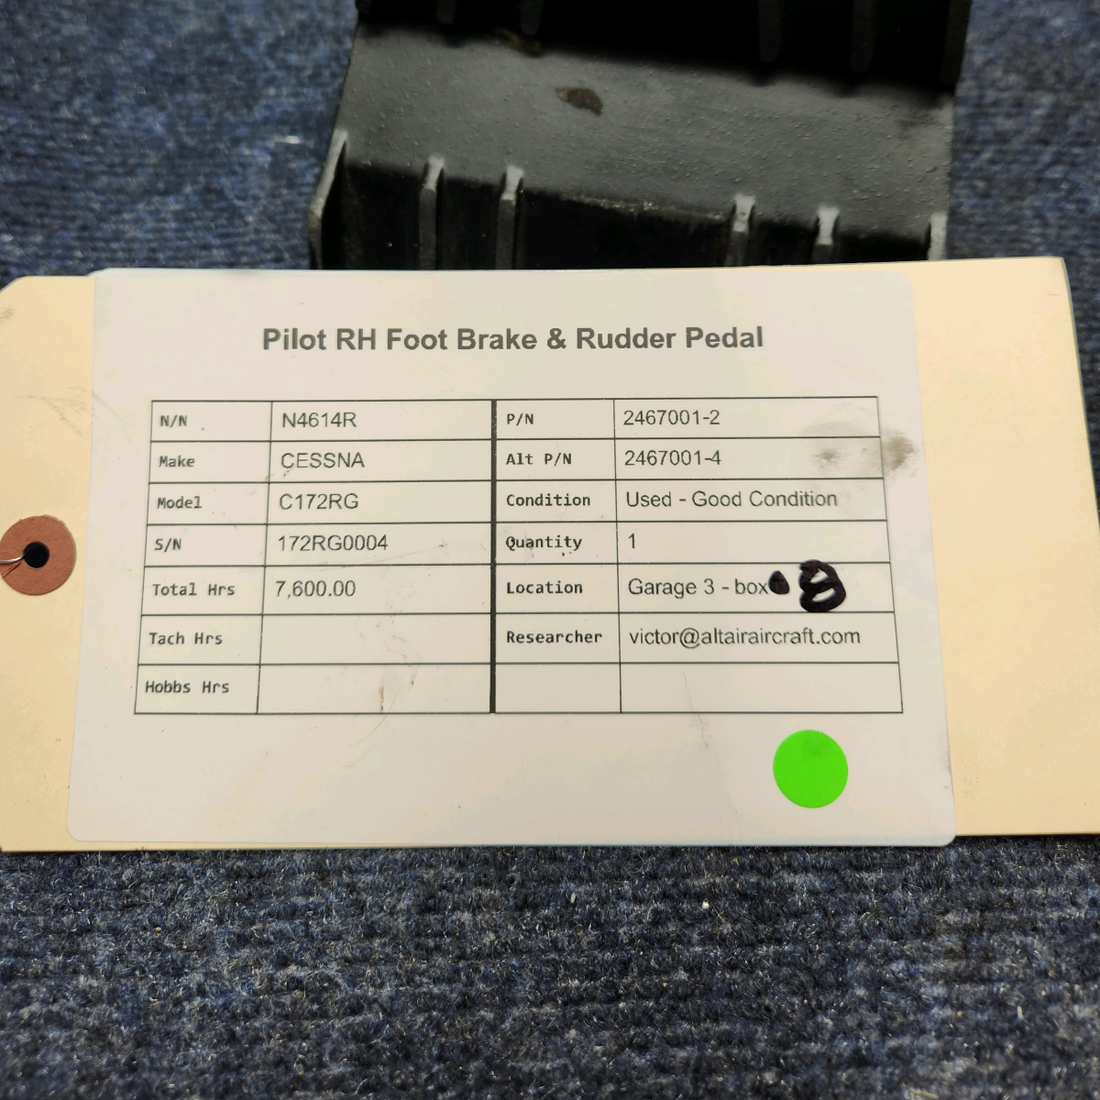 Pilot RH Foot Brake & Rudder Pedal
N/N N4614R P/N 2467001-2
Make CESSNA Alt P/N 2467001-4
Model C172RG Condition Used - Good Condition
S/N 172RG0004 Quantity 1
Total Hrs 7,600.00 Location Garage 3 - box 8
Tach Hrs Researcher victor@altairaircraft.com
Hobbs Hrs